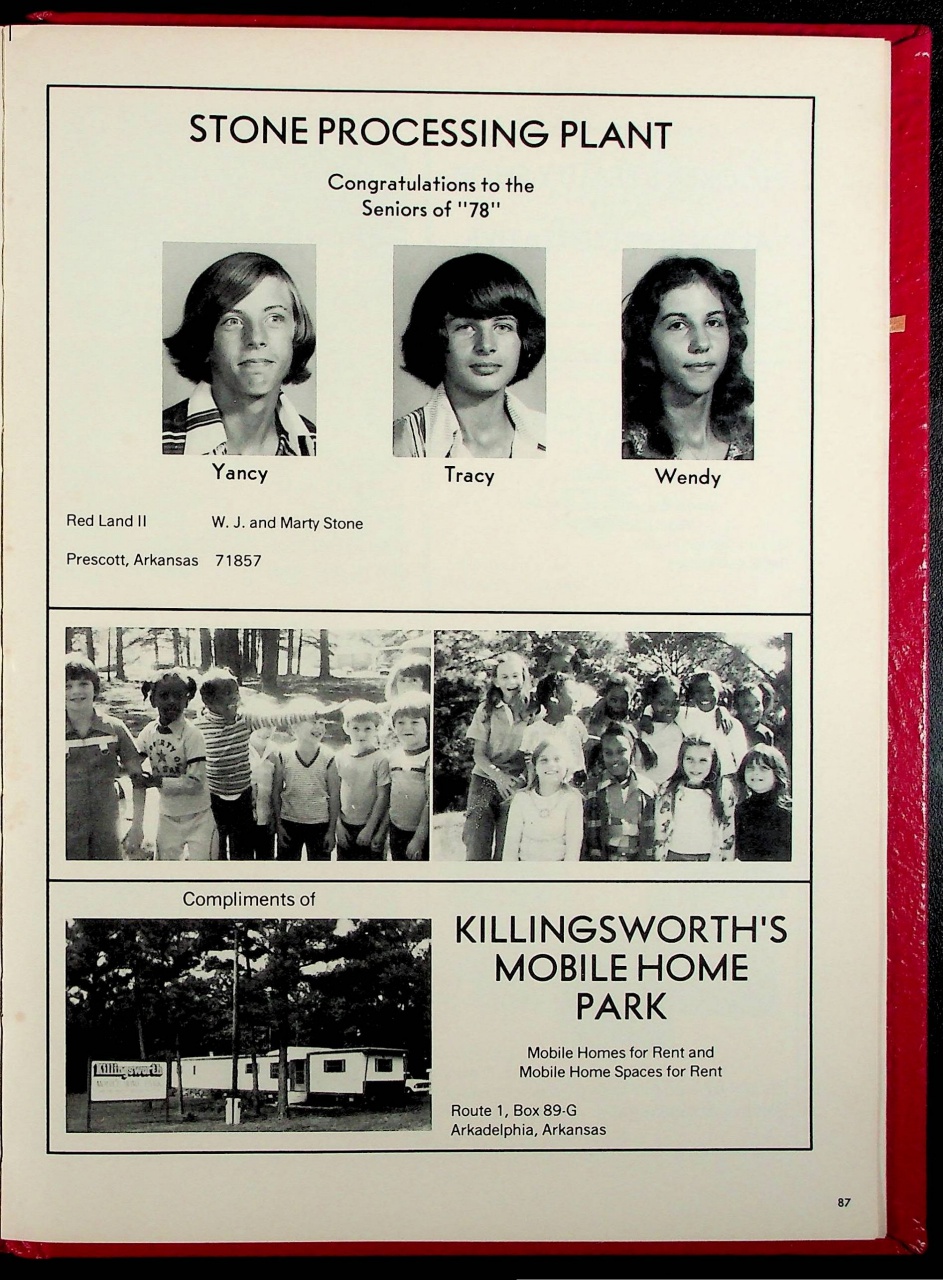 STONE PROCESSING PLANT
Congratulations to the
Seniors of "78"
Yancy
Tracy
Wendy
Red Land II W. J. and Marty Stone
Prescott, Arkansas 71857
Compliments of
Killingsworth
KILLINGSWORTH'S
MOBILE HOME
PARK
Mobile Homes for Rent and
Mobile Home Spaces for Rent
Route 1, Box 89-G
Arkadelphia, Arkansas
87